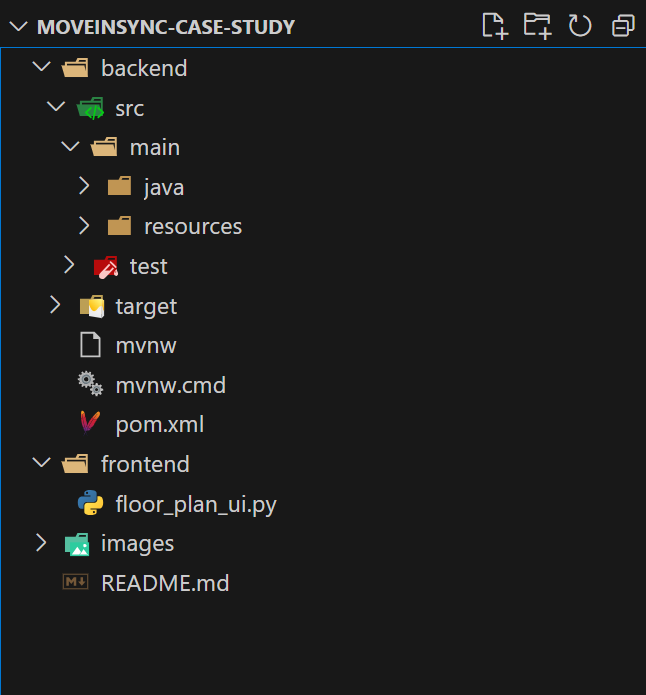 MOVEINSYNC-CASE-STUDY
backend
src
main
java
resources
test
target
mvnw
mvnw.cmd
pom.xml
frontend
floor_plan_ui.py
images
README.md